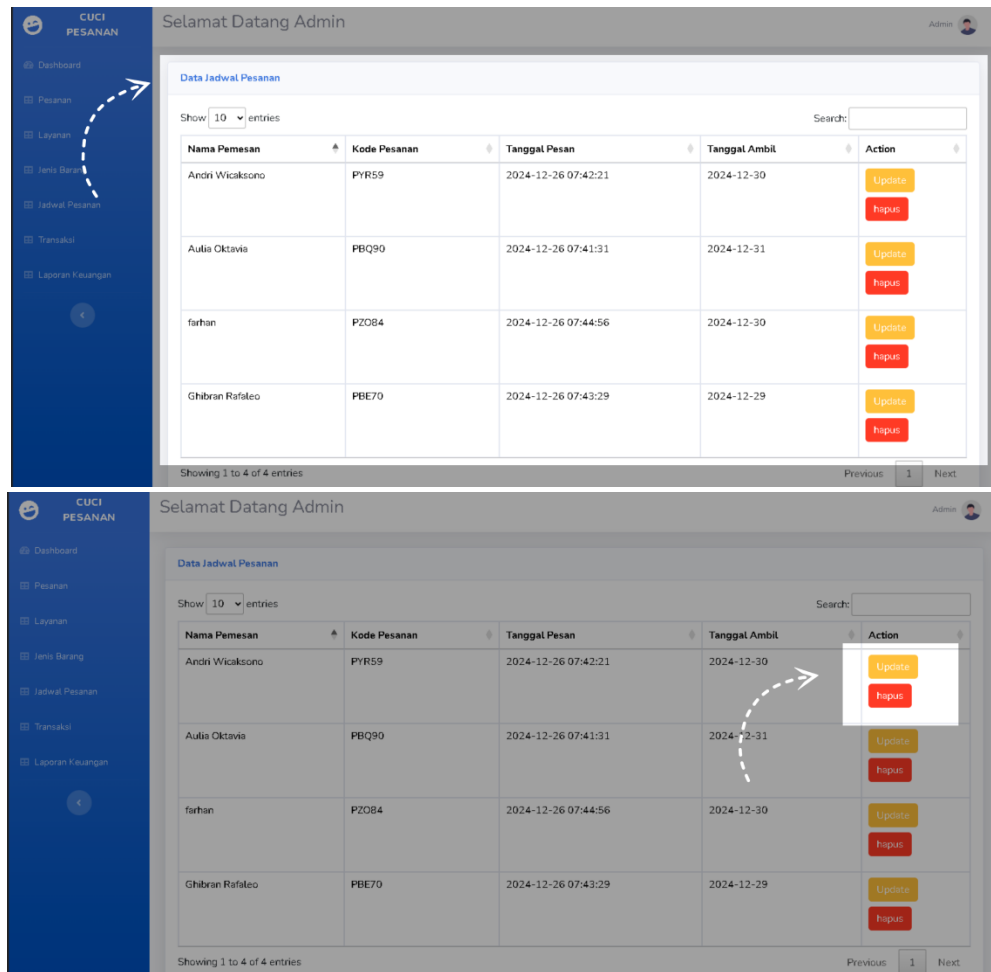 CUCI
PESANAN
Selamat Datang Admin
Admin
Dashboard
Pesanan
Layanan
Jenis Barang
Jadwal Pesanan
Transaksi
Laporan Keuangan
Data Jadwal Pesanan
Show 10 entries
Search:
Nama Pemesan Kode Pesanan Tanggal Pesan Tanggal Ambil Action
Andri Wicaksono PYR59 2024-12-26 07:42:21 2024-12-30 Update
hapus
Aulia Oktavia PBQ90 2024-12-26 07:41:31 2024-12-31 Update
hapus
farhan PZO84 2024-12-26 07:44:56 2024-12-30 Update
hapus
Ghibran Rafaleo PBE70 2024-12-26 07:43:29 2024-12-29 Update
hapus
Showing 1 to 4 of 4 entries
Previous 1 Next
CUCI
PESANAN
Selamat Datang Admin
Admin
Dashboard
Pesanan
Layanan
Jenis Barang
Jadwal Pesanan
Transaksi
Laporan Keuangan
Data Jadwal Pesanan
Show 10 entries
Search:
Nama Pemesan Kode Pesanan Tanggal Pesan Tanggal Ambil Action
Andri Wicaksono PYR59 2024-12-26 07:42:21 2024-12-30 Update
hapus
Aulia Oktavia PBQ90 2024-12-26 07:41:31 2024-12-31 Update
hapus
farhan PZO84 2024-12-26 07:44:56 2024-12-30 Update
hapus
Ghibran Rafaleo PBE70 2024-12-26 07:43:29 2024-12-29 Update
hapus
Showing 1 to 4 of 4 entries
Previous 1 Next